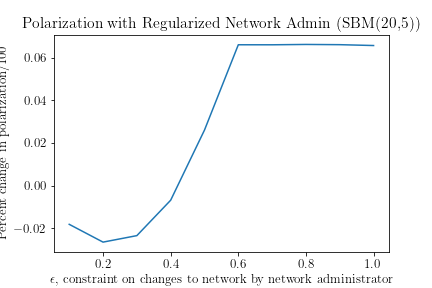 Polarization with Regularized Network Admin (SBM(20,5))
Percent change in polarization/100
0.06
0.04
0.02
0.00
−0.02
0.2 0.4 0.6 0.8 1.0
ϵ, constraint on changes to network by network administrator